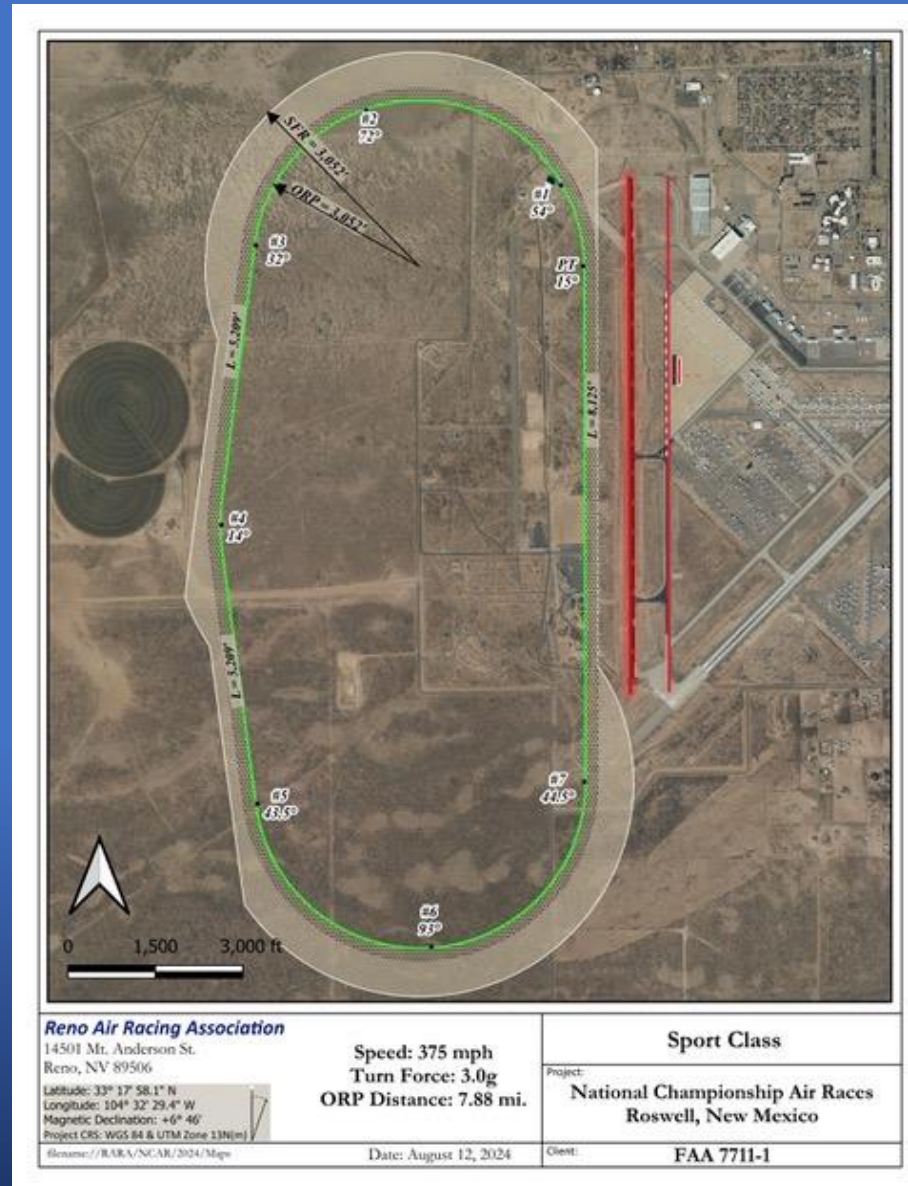 #2
72°
SFR = 3,052'
ORP = 3,052'
#1
54°
#3
32°
PT
15°
L = 5,209'
L = 8,125'
#4
14°
L = 5,209'
#7
44.5°
#5
43.5°
#6
93°
0 1,500 3,000 ft
Reno Air Racing Association
14501 Mt. Anderson St.
Reno, NV 89506
Latitude: 33° 17' 58.1" N
Longitude: 104° 32' 29.4" W
Magnetic Declination: +6° 46'
Project CRS: WGS 84 & UTM Zone 13N(m)
filename://RARA/NCAR/2024/Maps
Speed: 375 mph
Turn Force: 3.0g
ORP Distance: 7.88 mi.
Date: August 12, 2024
Sport Class
Project:
National Championship Air Races
Roswell, New Mexico
Client:
FAA 7711-1